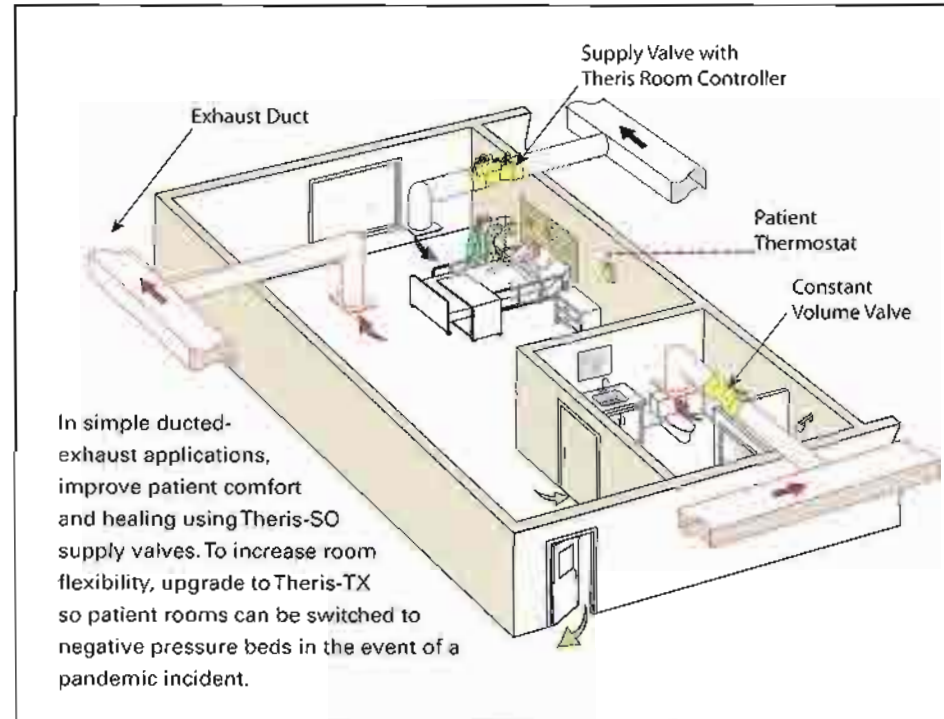 Supply Valve with
Theris Room Controller
Exhaust Duct
Patient
Thermostat
Constant
Volume Valve
In simple ducted-
exhaust applications,
improve patient comfort
and healing using Theris-SO
supply valves. To increase room
flexibility, upgrade to Theris-TX
so patient rooms can be switched to
negative pressure beds in the event of a
pandemic incident.